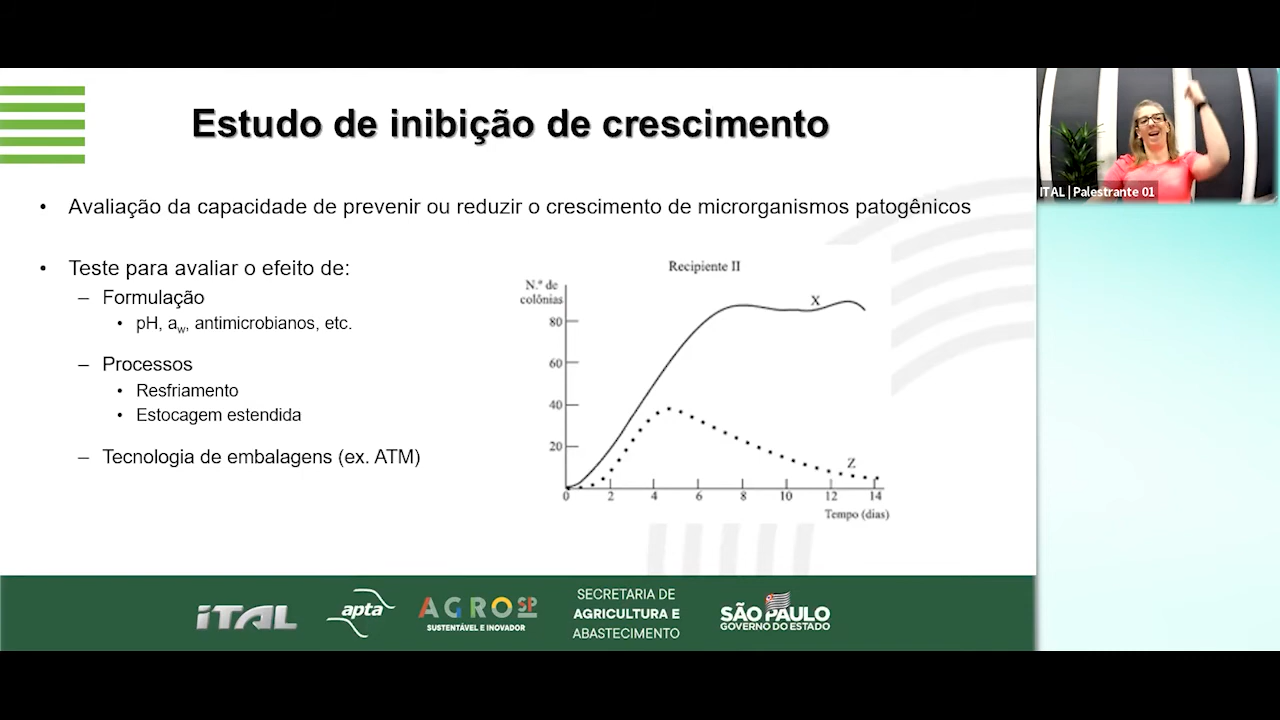 Estudo de inibição de crescimento
ITAL | Palestrante 01
• Avaliação da capacidade de prevenir ou reduzir o crescimento de microrganismos patogênicos
• Teste para avaliar o efeito de:
– Formulação
• pH, aw, antimicrobianos, etc.
– Processos
• Resfriamento
• Estocagem estendida
– Tecnologia de embalagens (ex. ATM)
Recipiente II
N.º de
colônias
80
60
40
20
X
Z
0 2 4 6 8 10 12 14
Tempo (dias)
iTAL
apta
AGRO SP
SUSTENTÁVEL E INOVADOR
SECRETARIA DE
AGRICULTURA E
ABASTECIMENTO
SÃO PAULO
GOVERNO DO ESTADO